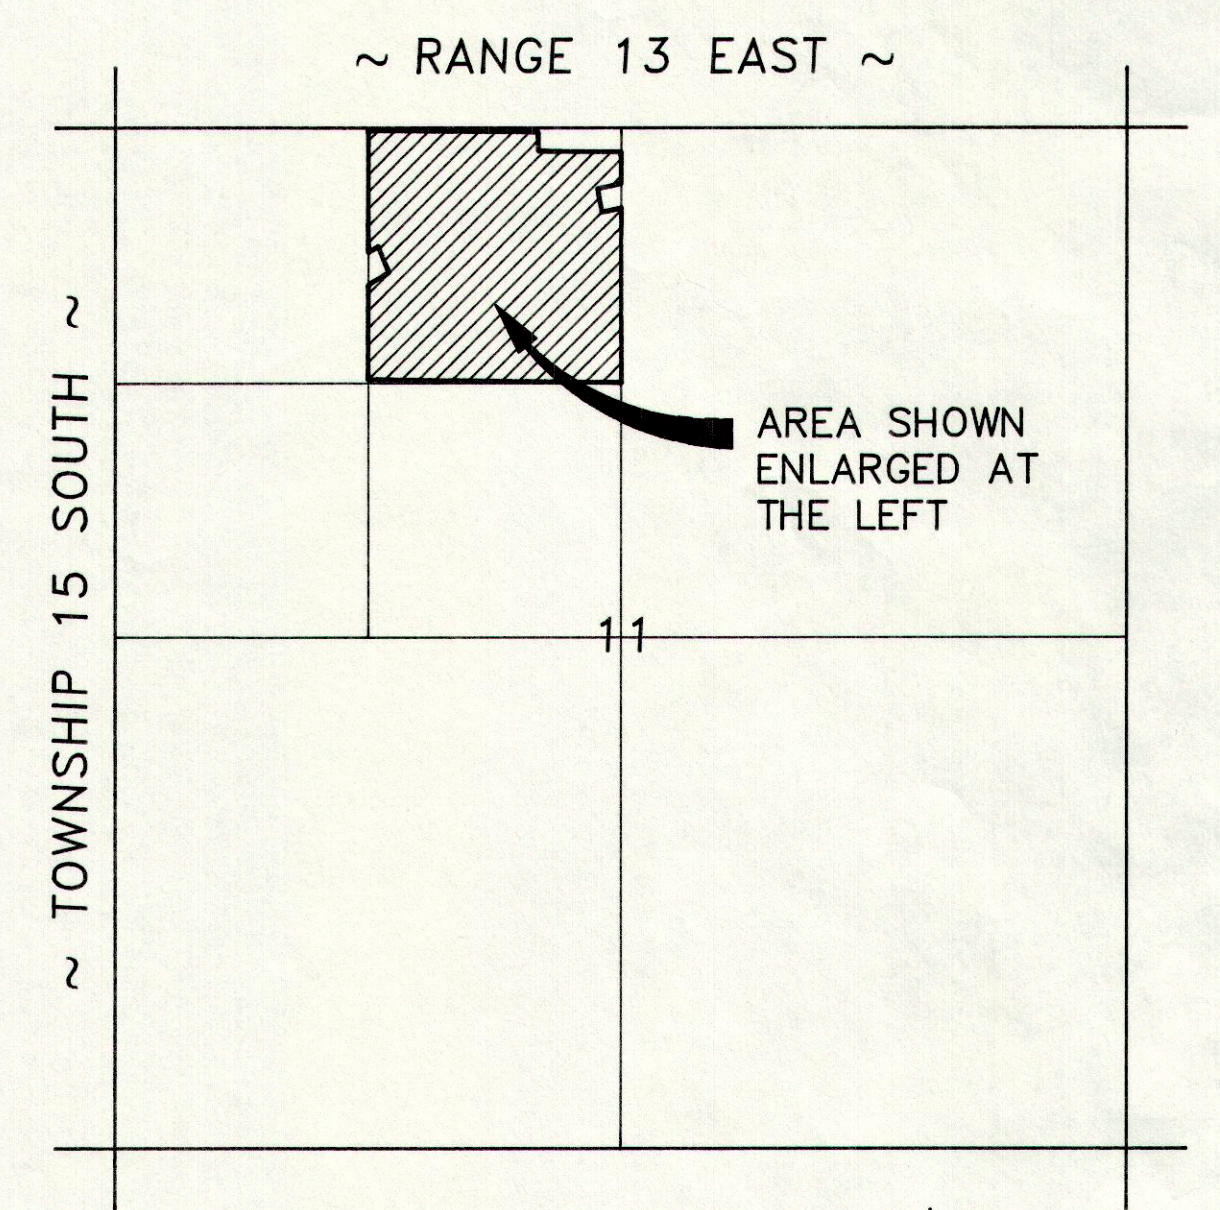 ~ RANGE 13 EAST ~
~ TOWNSHIP 15 SOUTH ~
AREA SHOWN
ENLARGED AT
THE LEFT
11